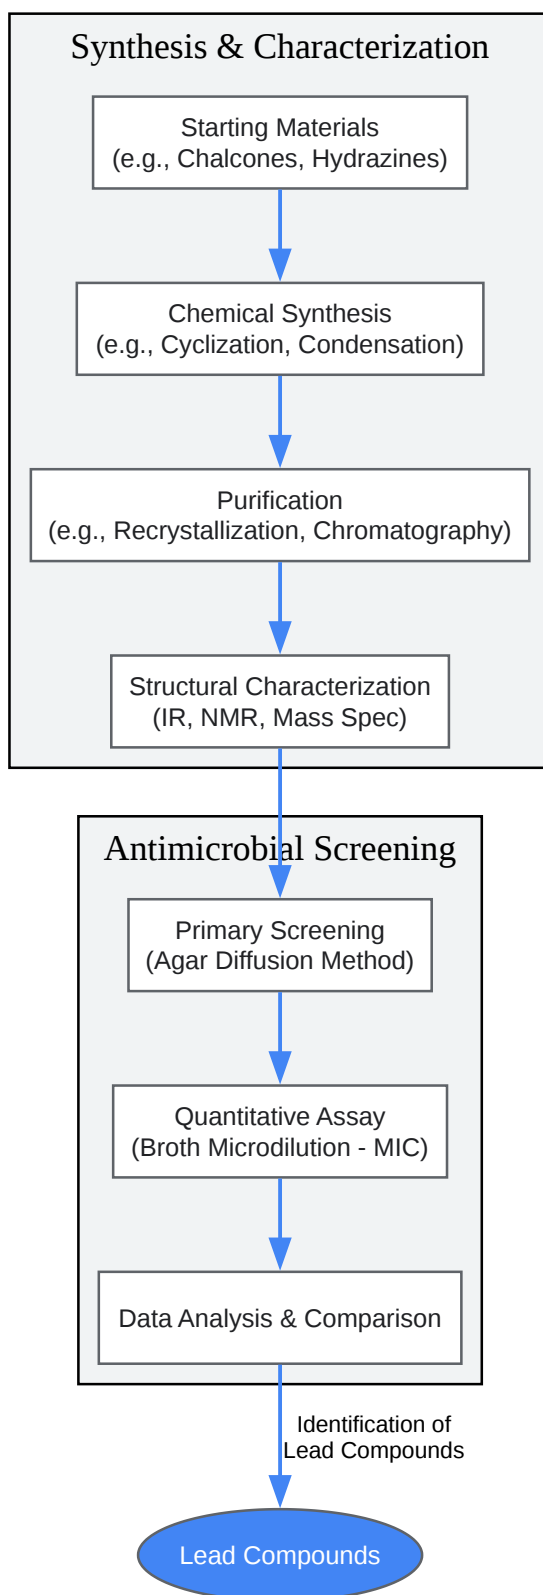 Synthesis & Characterization
Starting Materials
(e.g., Chalcones, Hydrazines)
Chemical Synthesis
(e.g., Cyclization, Condensation)
Purification
(e.g., Recrystallization, Chromatography)
Structural Characterization
(IR, NMR, Mass Spec)
Antimicrobial Screening
Primary Screening
(Agar Diffusion Method)
Quantitative Assay
(Broth Microdilution - MIC)
Data Analysis & Comparison
Identification of
Lead Compounds
Lead Compounds